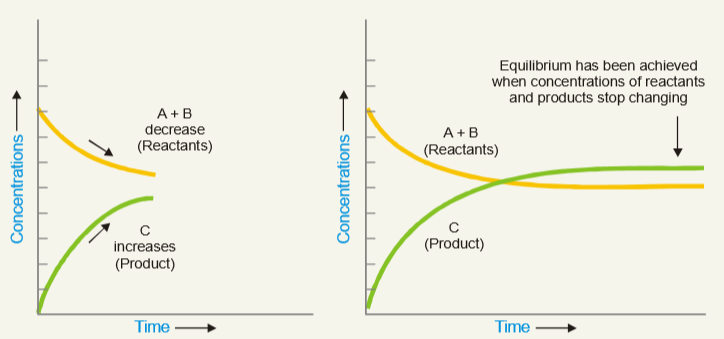 Concentrations
A + B
decrease
(Reactants)
C
increases
(Product)
Time
Concentrations
Equilibrium has been achieved
when concentrations of reactants
and products stop changing
A + B
(Reactants)
C
(Product)
Time